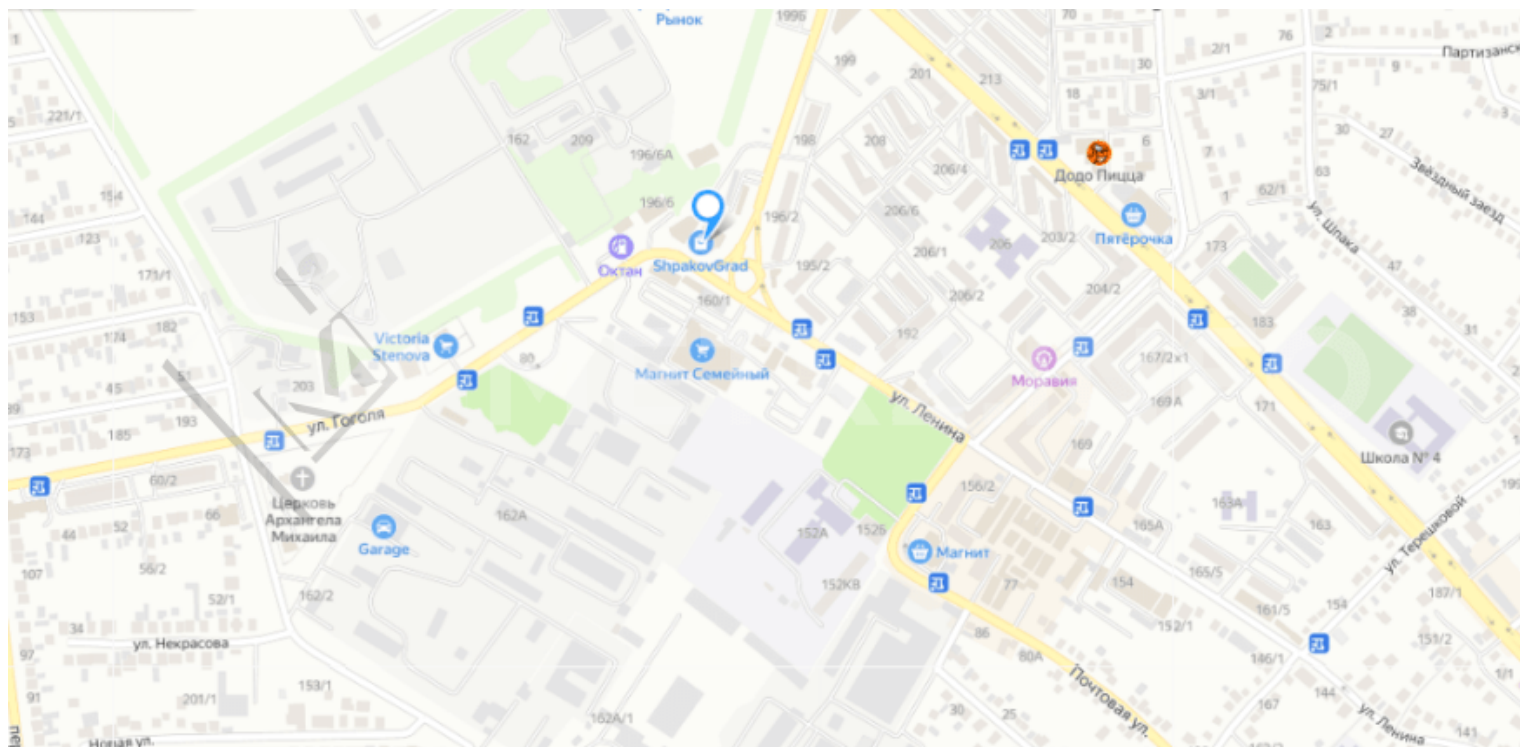 Рынок
1996
70
76
2
2/1
Партизанск
1
199
201
213
30
75/1
9
18
3/1
3
221/1
5
162
209
198
208
6
30
27
196/6А
206/4
7
Додо Пицца
Звёздный заезд
154
63
62/1
1
144
196/6
196/2
206/6
ул. Шпака
123
206
203/2
Пятёрочка
173
171/1
Октан
ShpakovGrad
195/2
206/1
47
204/2
153
160/1
206/2
38
174
182
Victoria
Stenova
192
183
31
80
167/2к1
51
Магнит Семейный
Моравия
203
45
169А
171
89
193
ул. Гоголя
ул. Ленина
185
169
173
Школа № 4
60/2
156/2
199
Церковь
Архангела
Михаила
66
162А
163А
163
52
44
Garage
152А
152Б
165А
ул. Терешковой
Магнит
56/2
107
165/5
152КВ
77
154
52/1
162/2
161/5
154
187/1
34
86
152/1
151/2
ул. Некрасова
97
80А
146/1
1/1
153/1
201/1
91
Почтовая ул.
144
167
30
25
162А/1
ул. Ленина
141
Новая ул.
пер
163/2